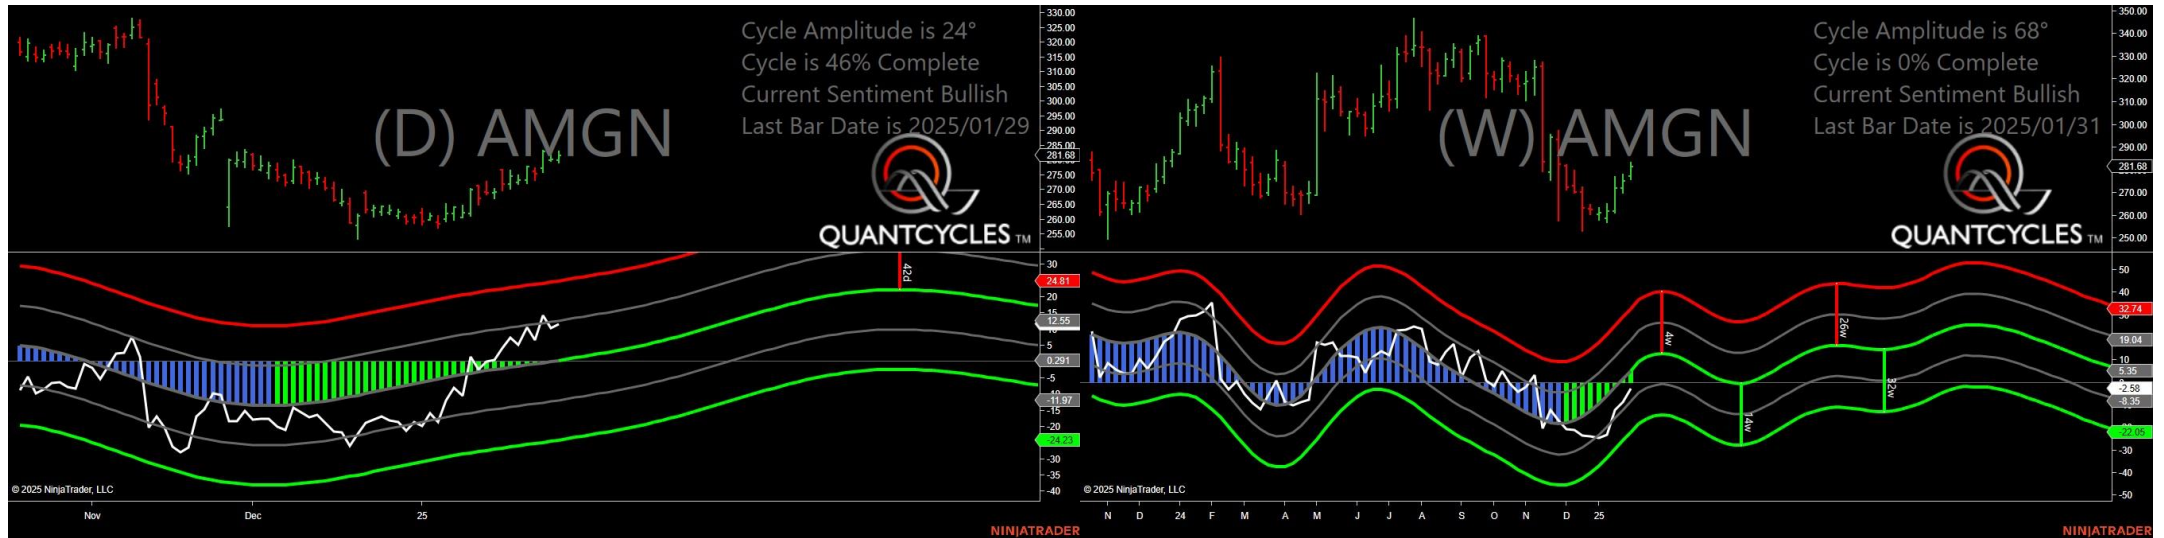 Cycle Amplitude is 24°
Cycle is 46% Complete
Current Sentiment Bullish
Last Bar Date is 2025/01/29
(D) AMGN
QUANTCYCLES TM
330.00
325.00
320.00
315.00
310.00
305.00
300.00
295.00
290.00
285.00
281.68
275.00
270.00
265.00
260.00
255.00
42d
30
24.81
20
15
12.55
5
0.291
-5
-11.97
-15
-20
-24.23
-30
-35
-40
© 2025 NinjaTrader, LLC
Nov
Dec
25
NINJATRADER
Cycle Amplitude is 68°
Cycle is 0% Complete
Current Sentiment Bullish
Last Bar Date is 2025/01/31
(W) AMGN
QUANTCYCLES TM
350.00
340.00
330.00
320.00
310.00
300.00
290.00
281.68
270.00
260.00
250.00
4w
14w
26w
32w
50
40
32.74
19.04
10
5.35
-2.58
-8.35
-22.05
-30
-40
-50
© 2025 NinjaTrader, LLC
N D 24 F M A M J J A S O N D 25
NINJATRADER